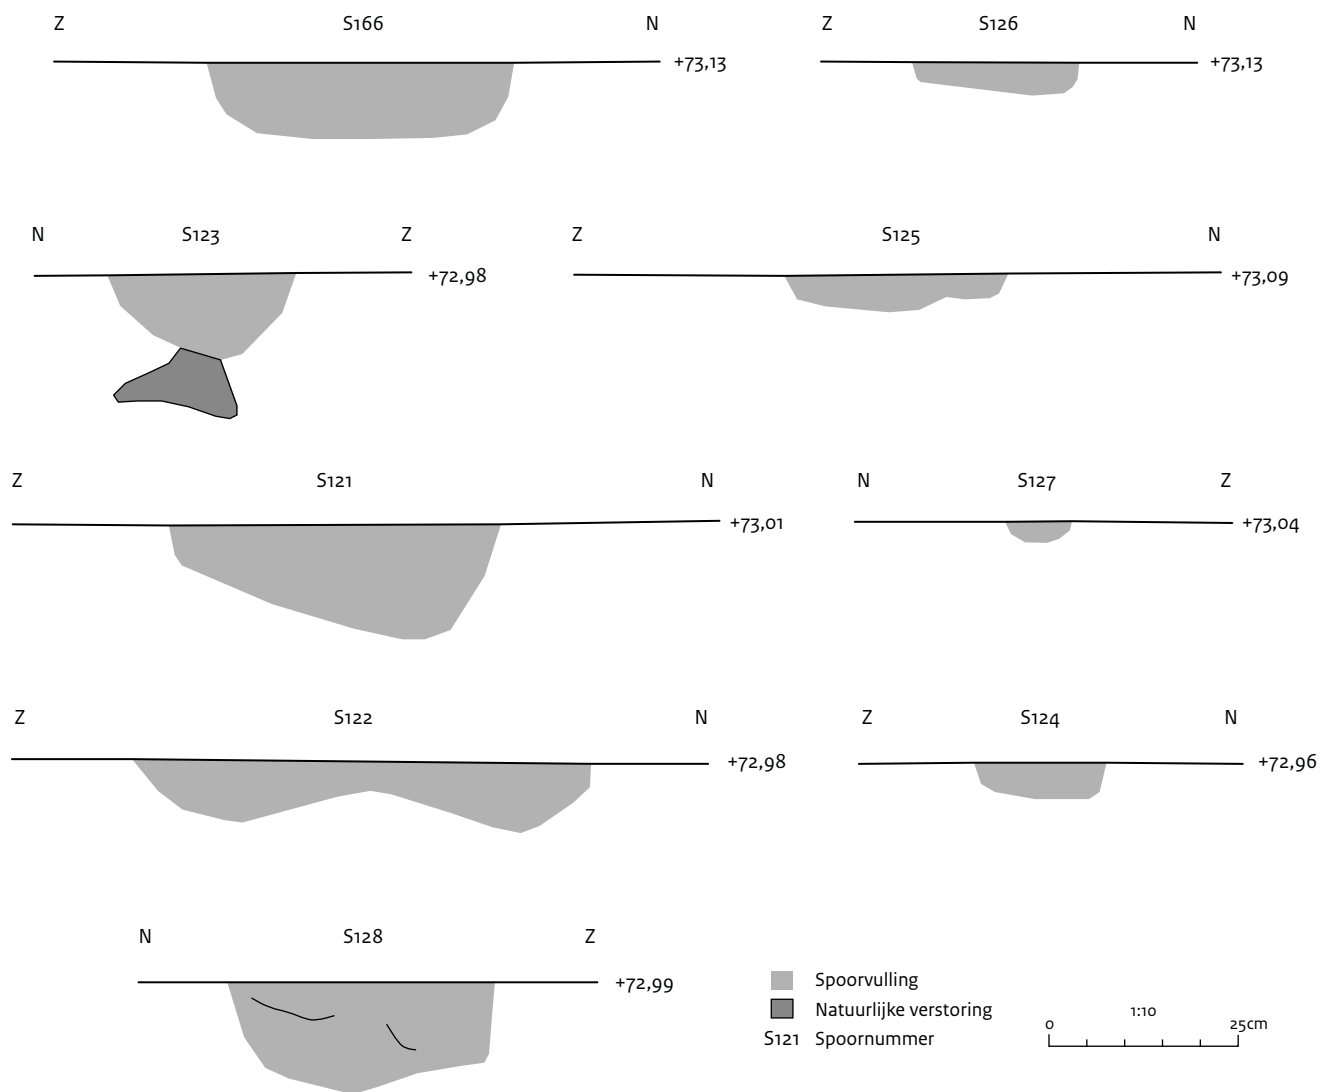 Z S166 N
+73,13
Z S126 N
+73,13
N S123 Z
+72,98
Z S125 N
+73,09
Z S121 N
+73,01
N S127 Z
+73,04
Z S122 N
+72,98
Z S124 N
+72,96
N S128 Z
+72,99
Spoorvulling
Natuurlijke verstoring
S121 Spoornummer
1:10
0 25cm